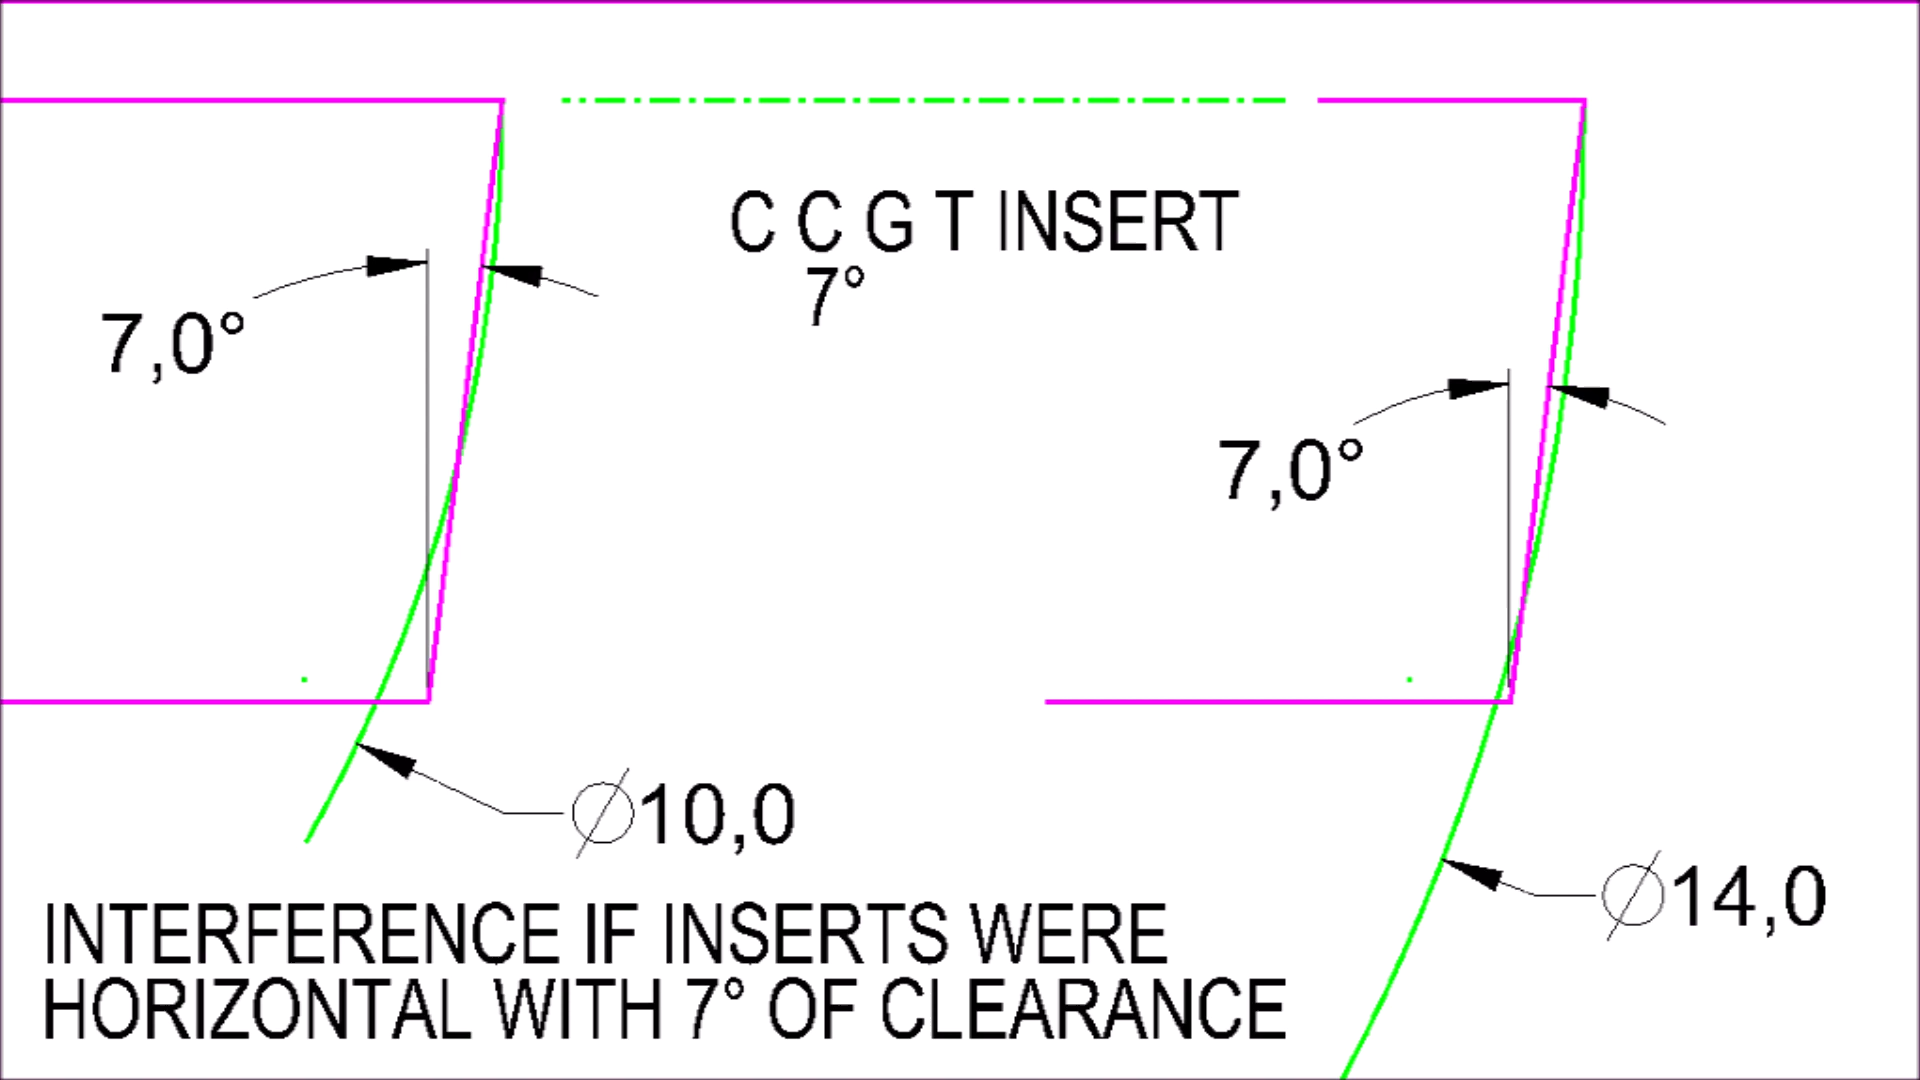 C C G T INSERT
7°
7,0°
7,0°
⌀10,0
⌀14,0
INTERFERENCE IF INSERTS WERE
HORIZONTAL WITH 7° OF CLEARANCE